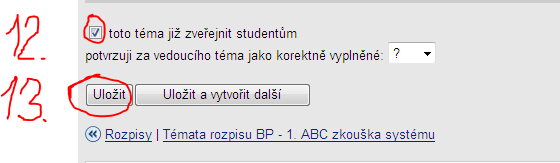 12. toto téma již zveřejnit studentům
potvrzuji za vedoucího téma jako korektně vyplněné: ?
13. Uložit Uložit a vytvořit další
Rozpisy | Témata rozpisu BP - 1. ABC zkouška systému